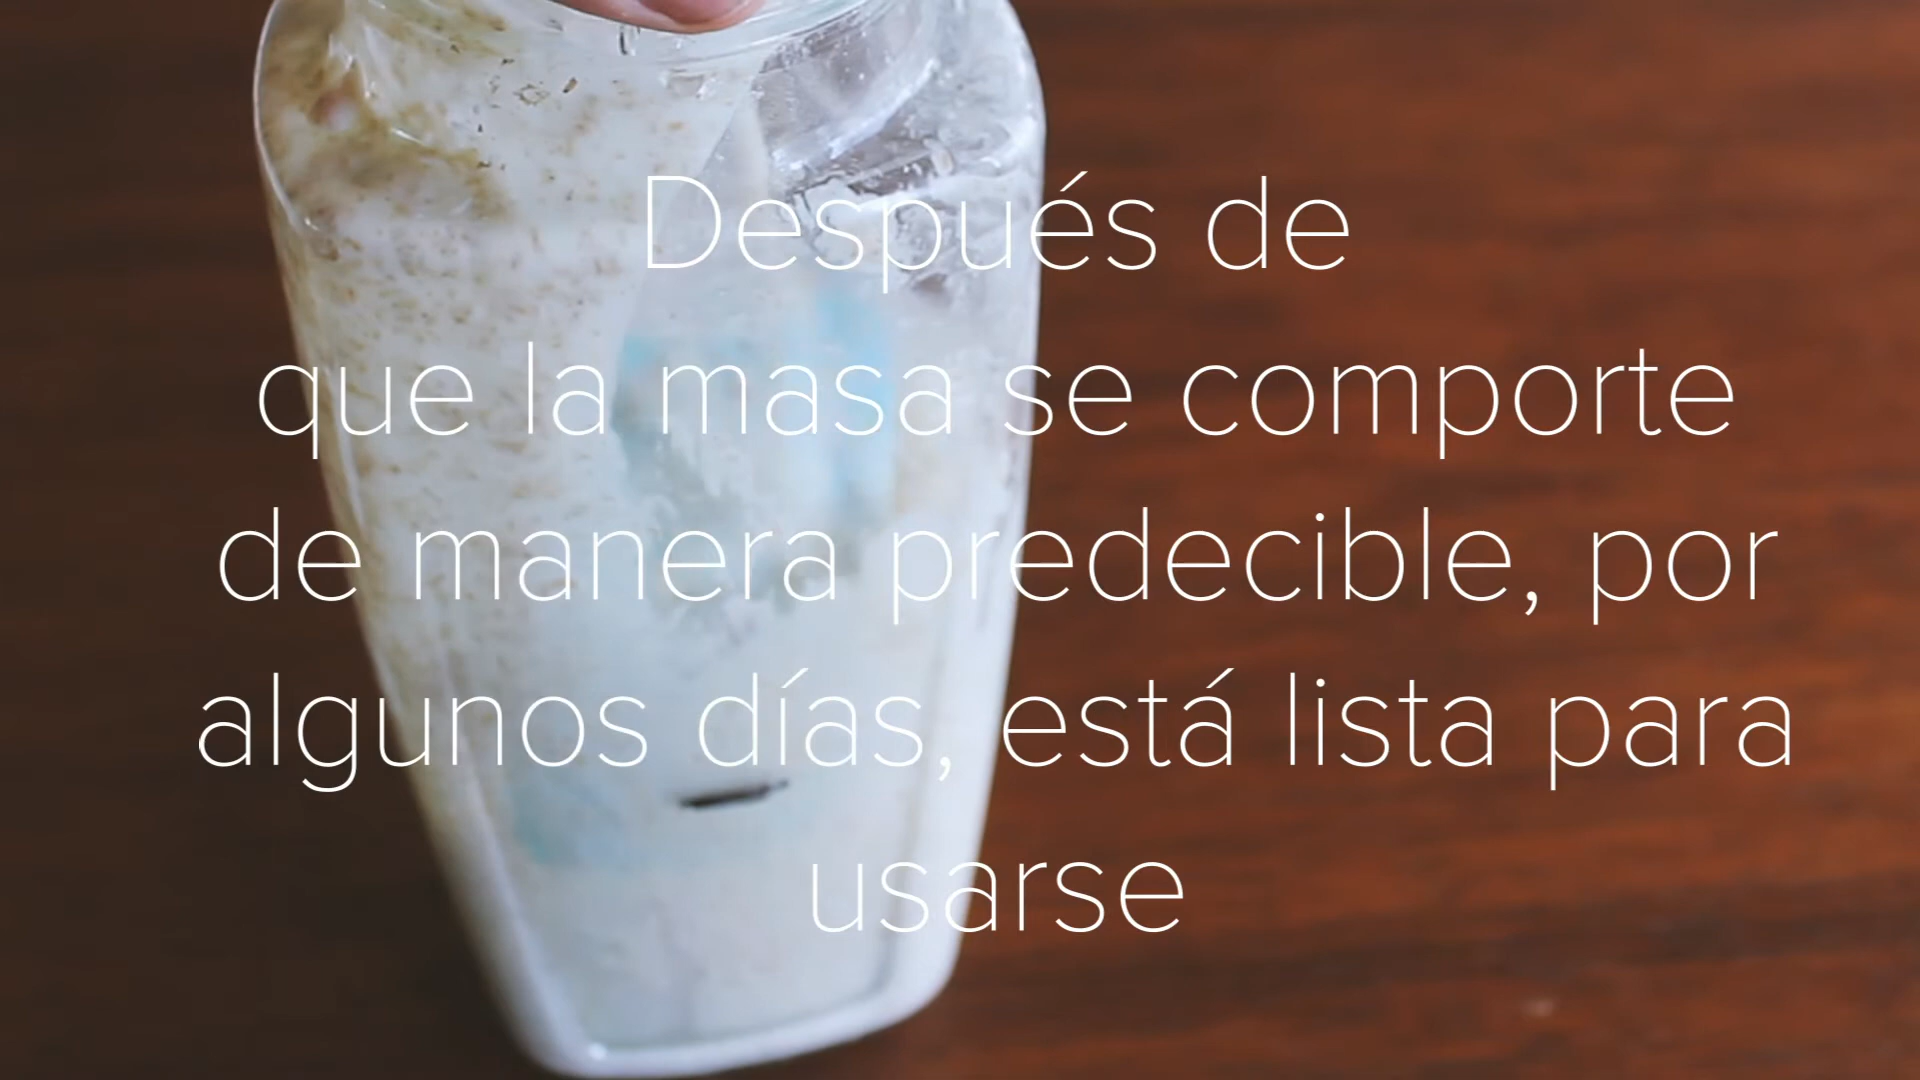 Después de
que la masa se comporte
de manera predecible, por
algunos días, está lista para
usarse